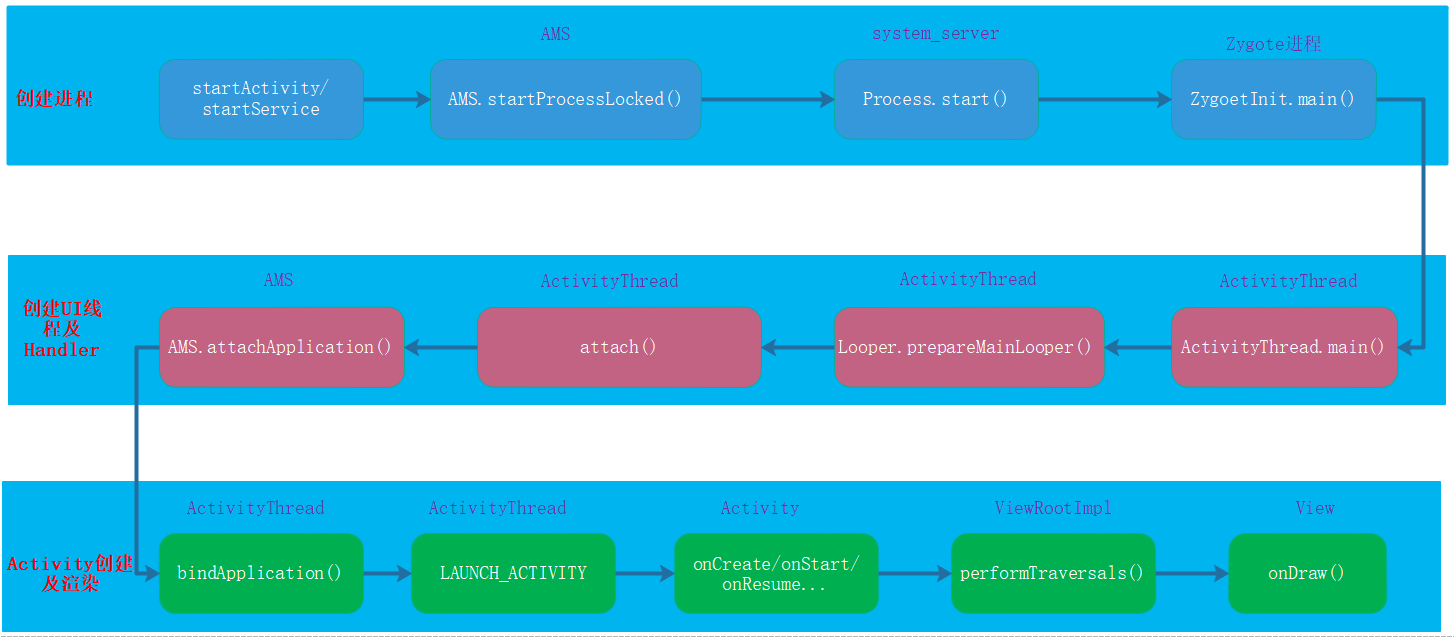 AMS
system_server
Zygote进程
创建进程
startActivity/
startService
AMS.startProcessLocked()
Process.start()
ZygoetInit.main()
AMS
ActivityThread
ActivityThread
ActivityThread
创建UI线
程及
Handler
AMS.attachApplication()
attach()
Looper.prepareMainLooper()
ActivityThread.main()
ActivityThread
ActivityThread
Activity
ViewRootImpl
View
Activity创建
及渲染
bindApplication()
LAUNCH_ACTIVITY
onCreate/onStart/
onResume...
performTraversals()
onDraw()